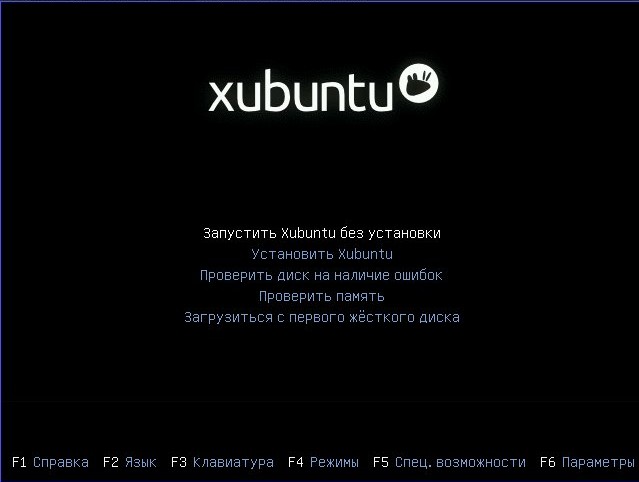 xubuntu
Запустить Xubuntu без установки
Установить Xubuntu
Проверить диск на наличие ошибок
Проверить память
Загрузиться с первого жёсткого диска
F1 Справка F2 Язык F3 Клавиатура F4 Режимы F5 Спец. возможности F6 Параметры